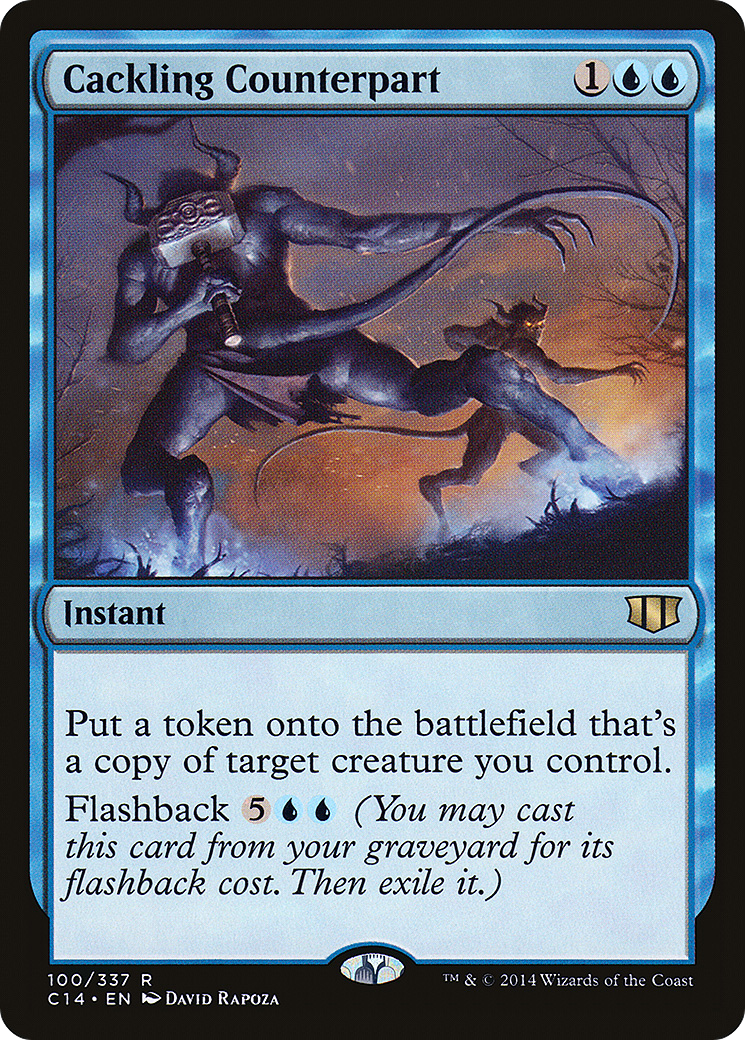 Cackling Counterpart 1
Instant
Put a token onto the battlefield that's
a copy of target creature you control.
Flashback 5 (You may cast
this card from your graveyard for its
flashback cost. Then exile it.)
100/337 R ™ & © 2014 Wizards of the Coast
C14 • EN David Rapoza